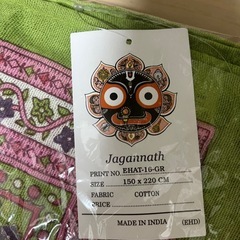 Jagannath
PRINT NO. EHAT-16-GR
SIZE 150 x 220 CM
FABRIC COTTON
PRICE
MADE IN INDIA (EHD)